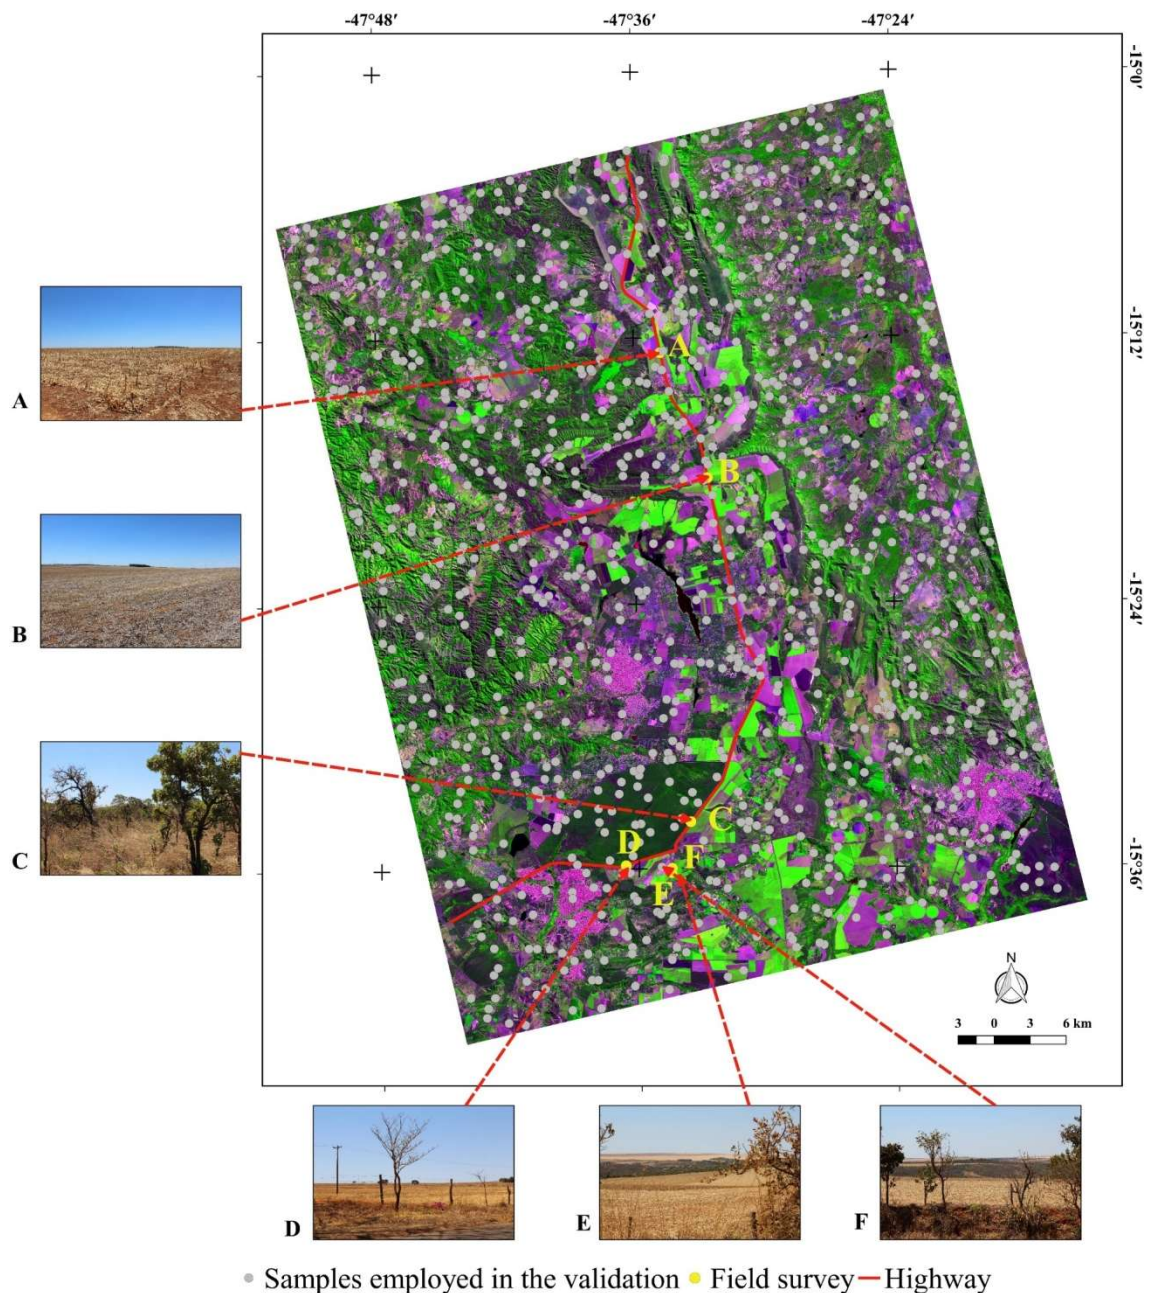 -47°48′ -47°36′ -47°24′
-15°0′
A
A
-15°12′
B
B
-15°24′
C
C
D
F
E
-15°36′
N
3 0 3 6 km
D
E
F
Samples employed in the validation Field survey Highway